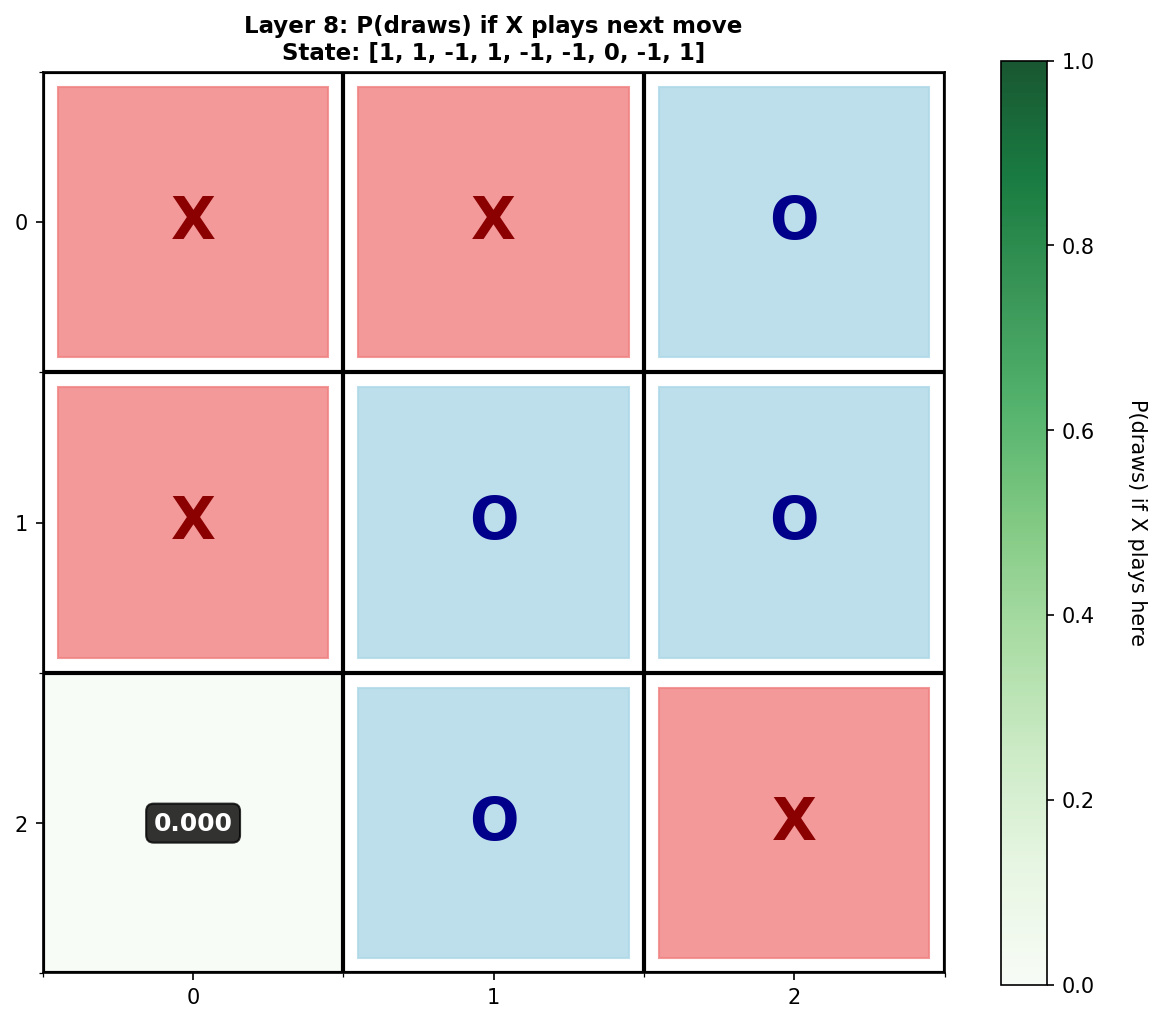 Layer 8: P(draws) if X plays next move
State: [1, 1, -1, 1, -1, -1, 0, -1, 1]
X X O
X O O
0.000 O X
0
1
2
0 1 2
1.0
0.8
0.6
0.4
0.2
0.0
P(draws) if X plays here